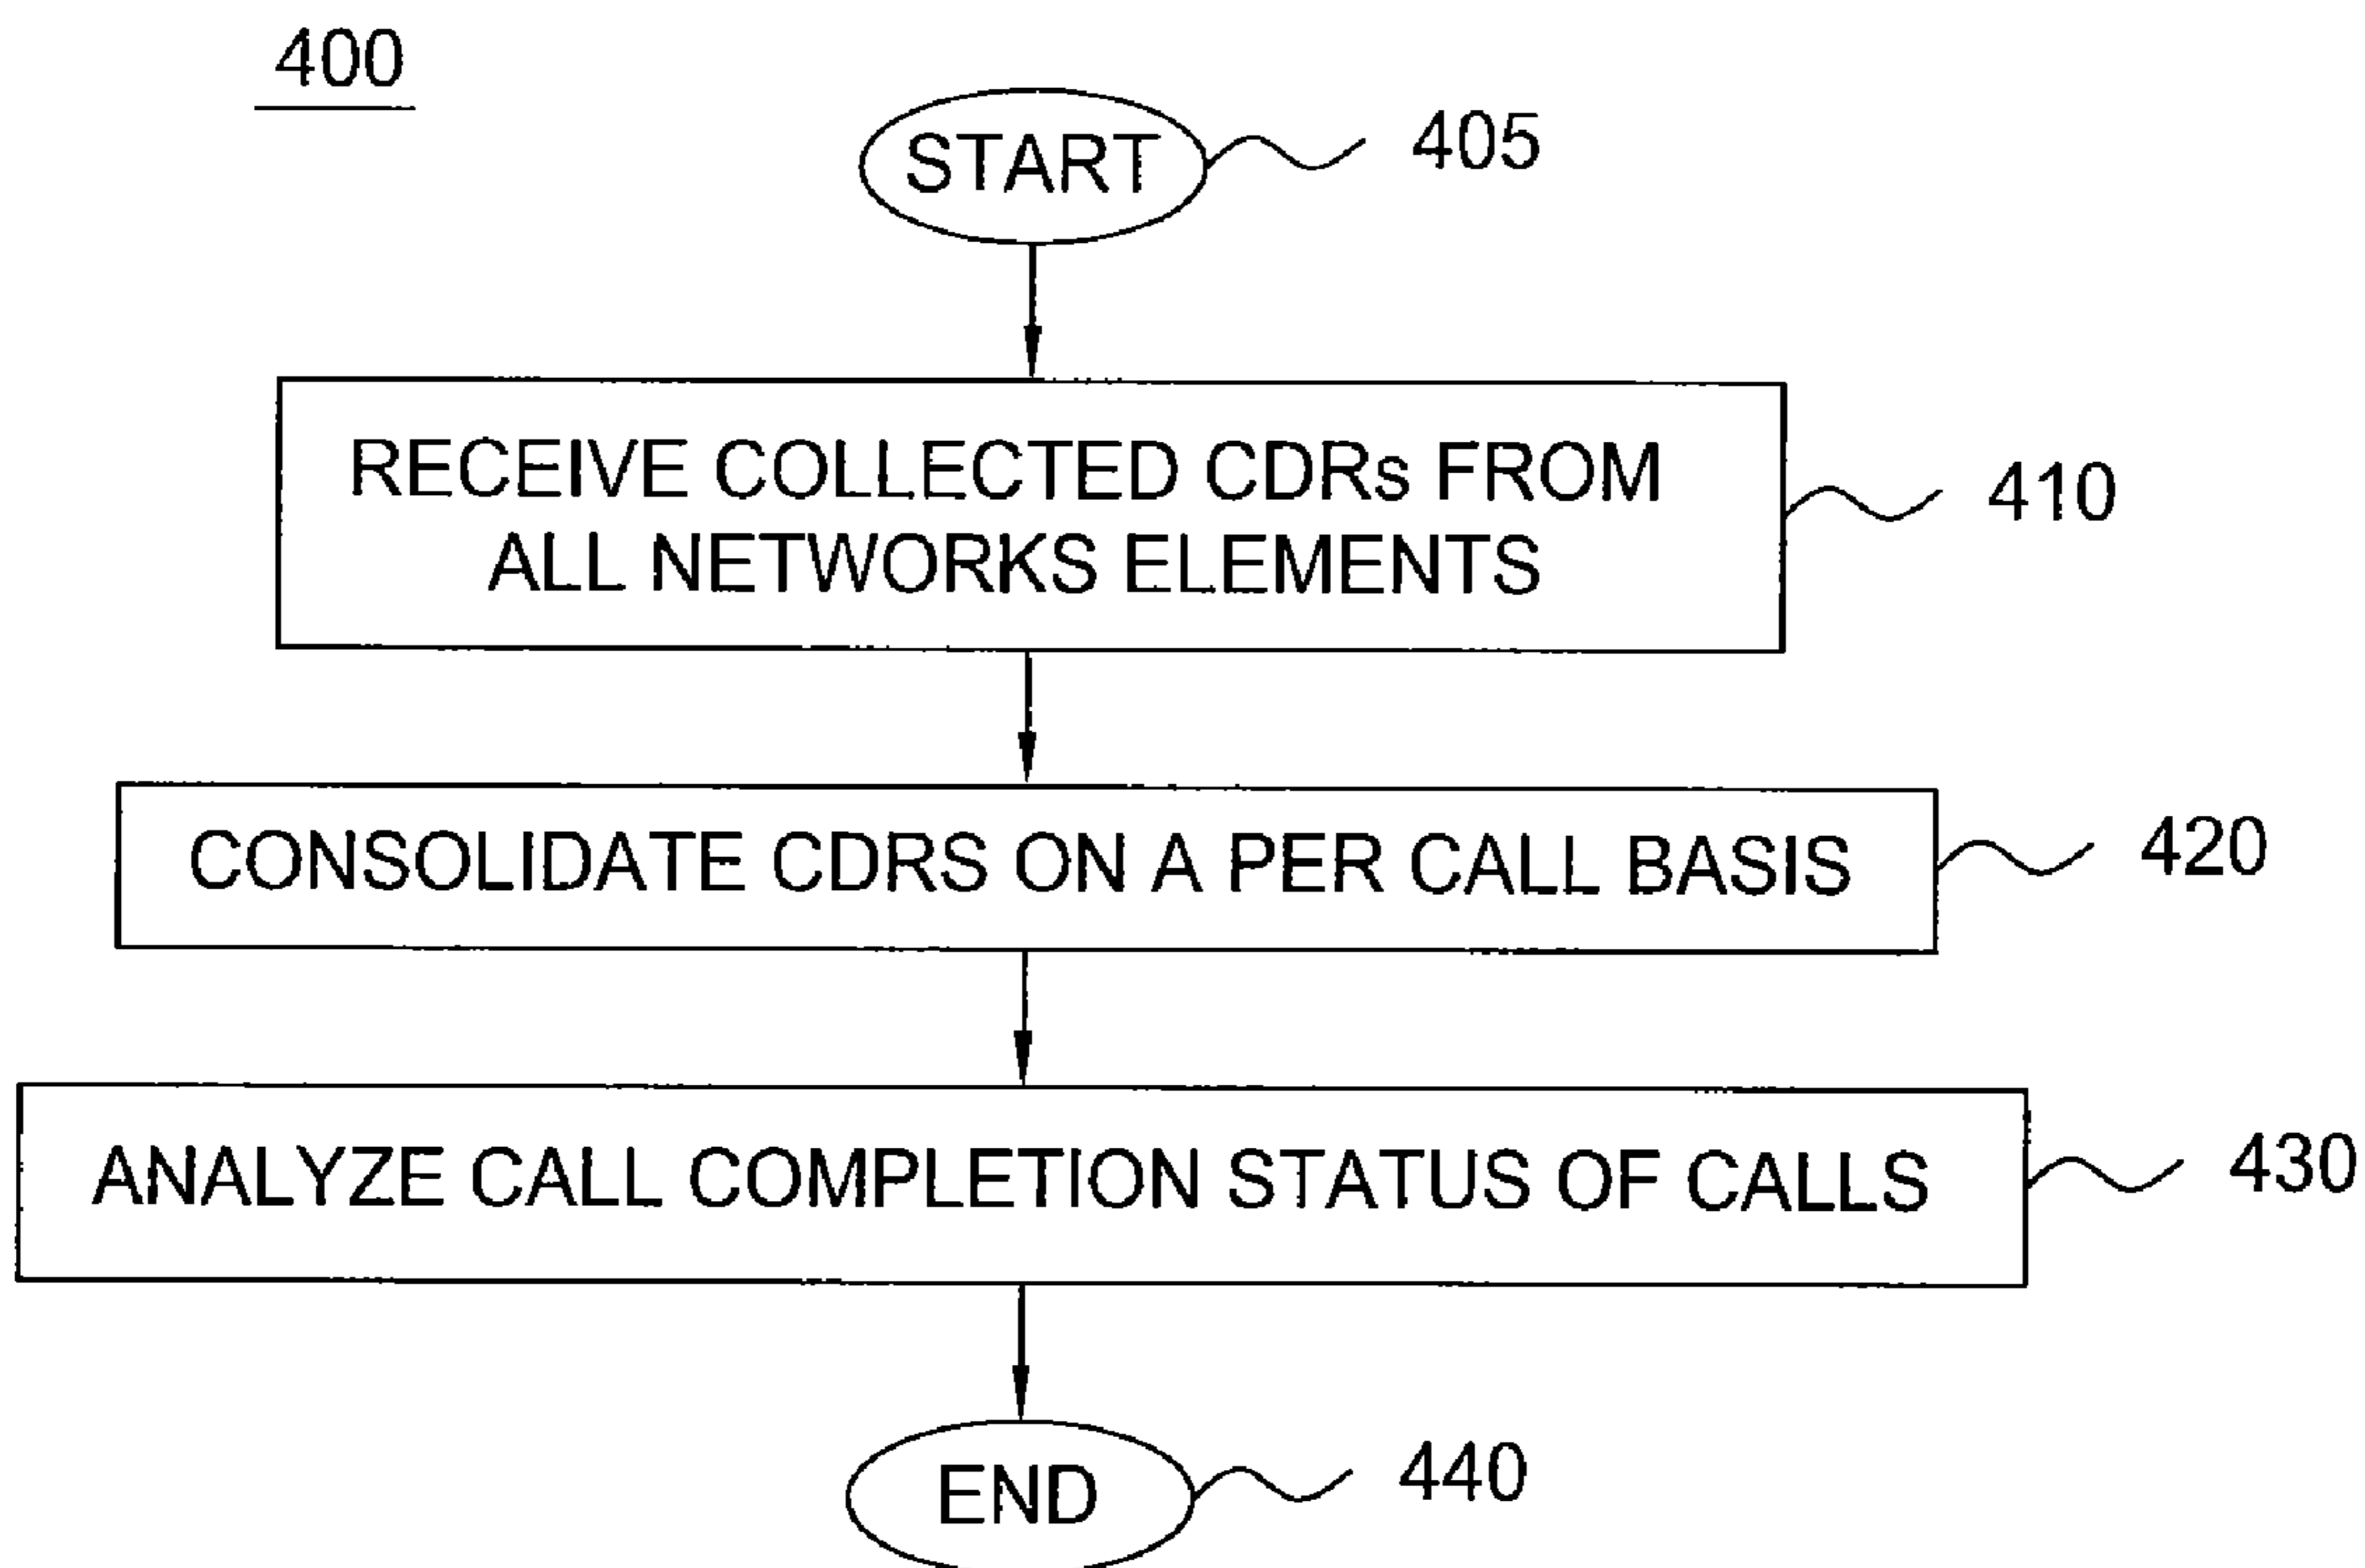 400
START
405
RECEIVE COLLECTED CDRs FROM
ALL NETWORKS ELEMENTS
410
CONSOLIDATE CDRS ON A PER CALL BASIS
420
ANALYZE CALL COMPLETION STATUS OF CALLS
430
END
440